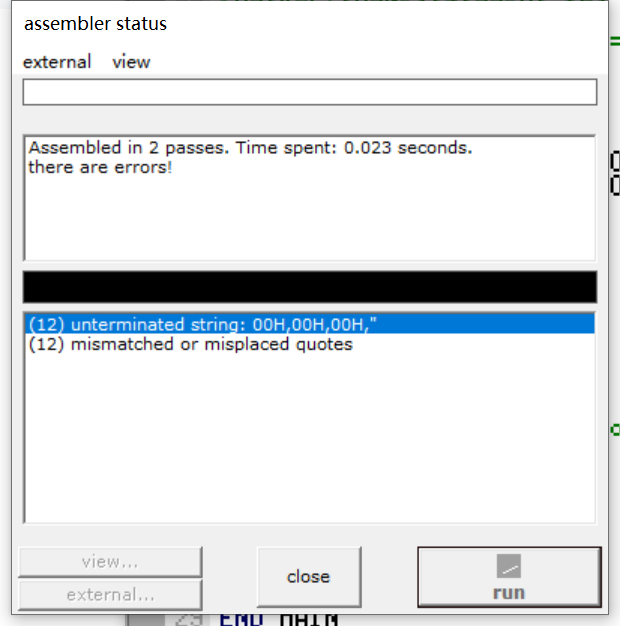 assembler status
external view
Assembled in 2 passes. Time spent: 0.023 seconds.
there are errors!
(12) unterminated string: 00H,00H,00H,"
(12) mismatched or misplaced quotes
view...
external...
close
run
29 END MAIN